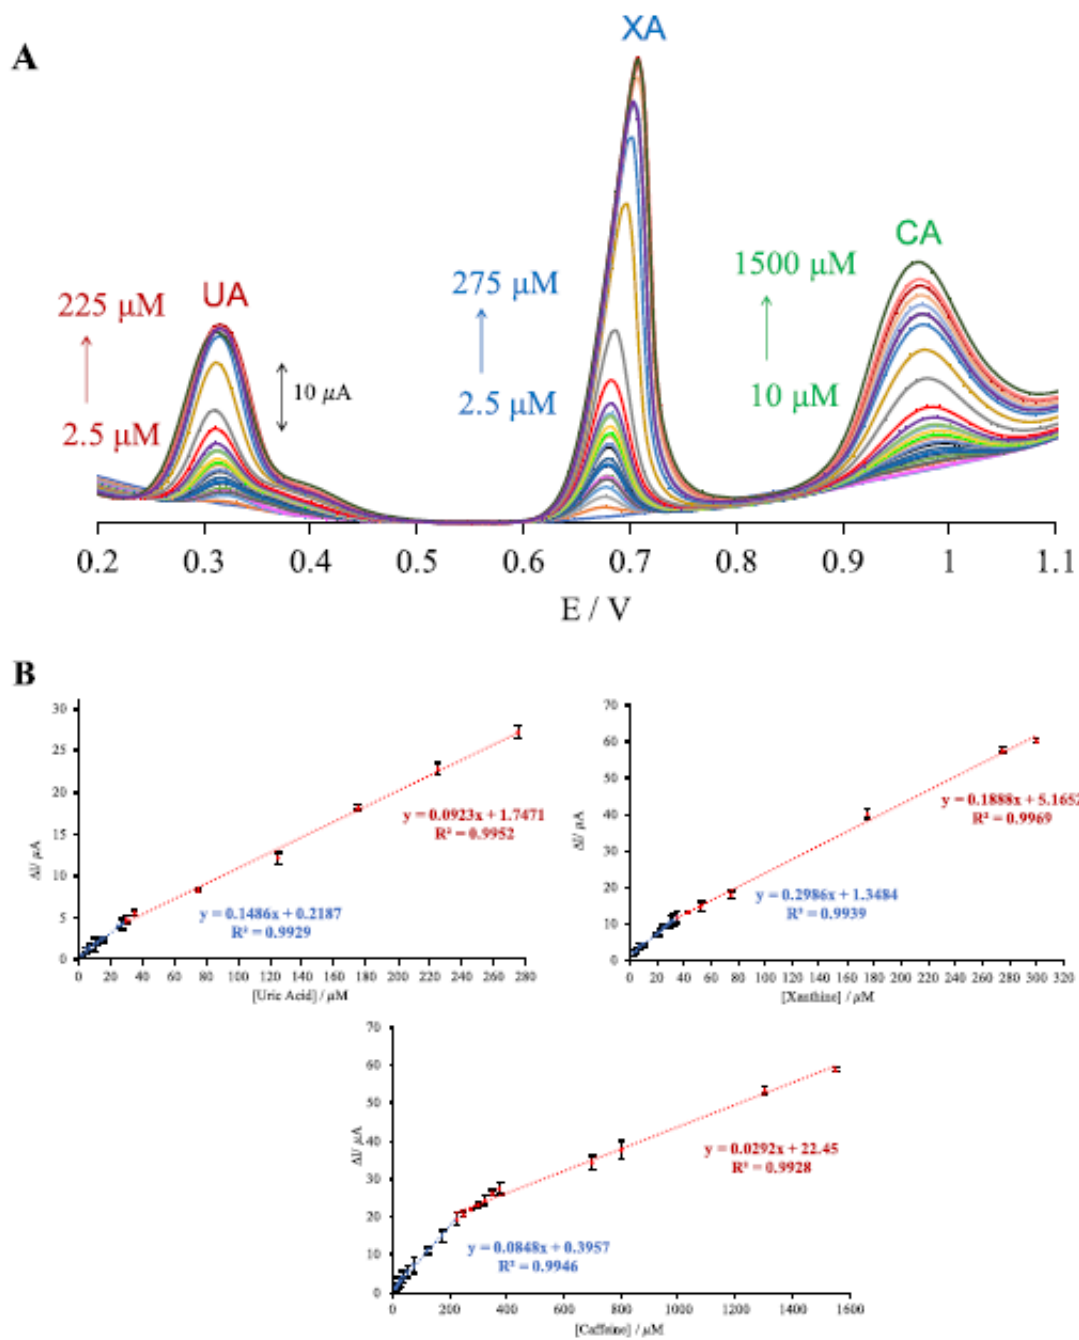 A
XA
CA
UA
225 μM
2.5 μM
10 μA
275 μM
2.5 μM
1500 μM
10 μM
0.2 0.3 0.4 0.5 0.6 0.7 0.8 0.9 1 1.1
E / V
B
30
25
20
15
10
5
0
ΔI/ μA
y = 0.0923x + 1.7471
R² = 0.9952
y = 0.1486x + 0.2187
R² = 0.9929
0 20 40 60 80 100 120 140 160 180 200 220 240 260 280
[Uric Acid] / μM
70
60
50
40
30
20
10
0
ΔI/ μA
y = 0.1888x + 5.1652
R² = 0.9969
y = 0.2986x + 1.3484
R² = 0.9939
0 20 40 60 80 100 120 140 160 180 200 220 240 260 280 300 320
[Xanthine] / μM
70
60
50
40
30
20
10
0
ΔI/ μA
y = 0.0292x + 22.45
R² = 0.9928
y = 0.0848x + 0.3957
R² = 0.9946
0 200 400 600 800 1000 1200 1400 1600
[Caffeine] / μM